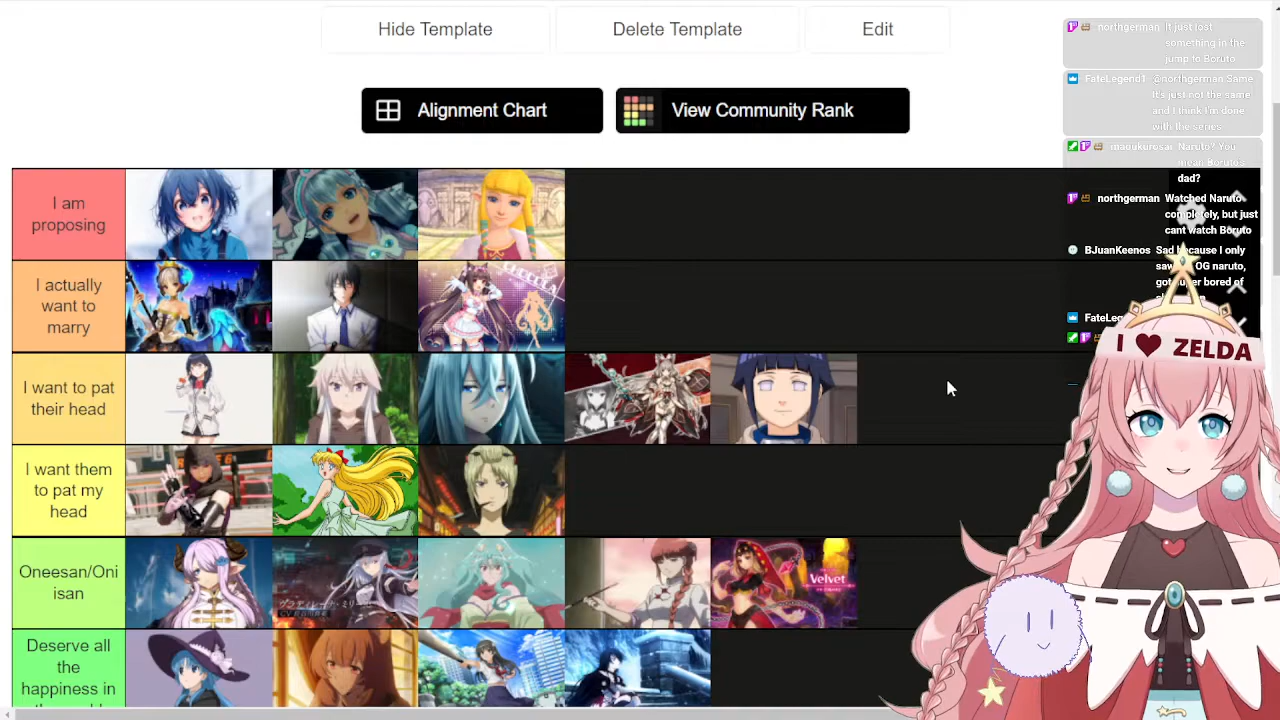 Hide Template
Delete Template
Edit
Alignment Chart
View Community Rank
I am
proposing
I actually
want to
marry
I want to pat
their head
I want them
to pat my
head
Oneesan/Oni
isan
Velvet
Deserve all
the
happiness in
northgerman It just lost
something in the
jump to Boruto
FateLegend1 @northgerman Same
It's just not the
same and I think I'm done
with the series
maeukurosar Naruto? You
mean Boruto's
dad?
northgerman Watched Naruto
completely, but just
cant watch Boruto
BJuanKeenos Sad because I only
OG naruto,
bored of
FateLeg
I ♥ ZELDA